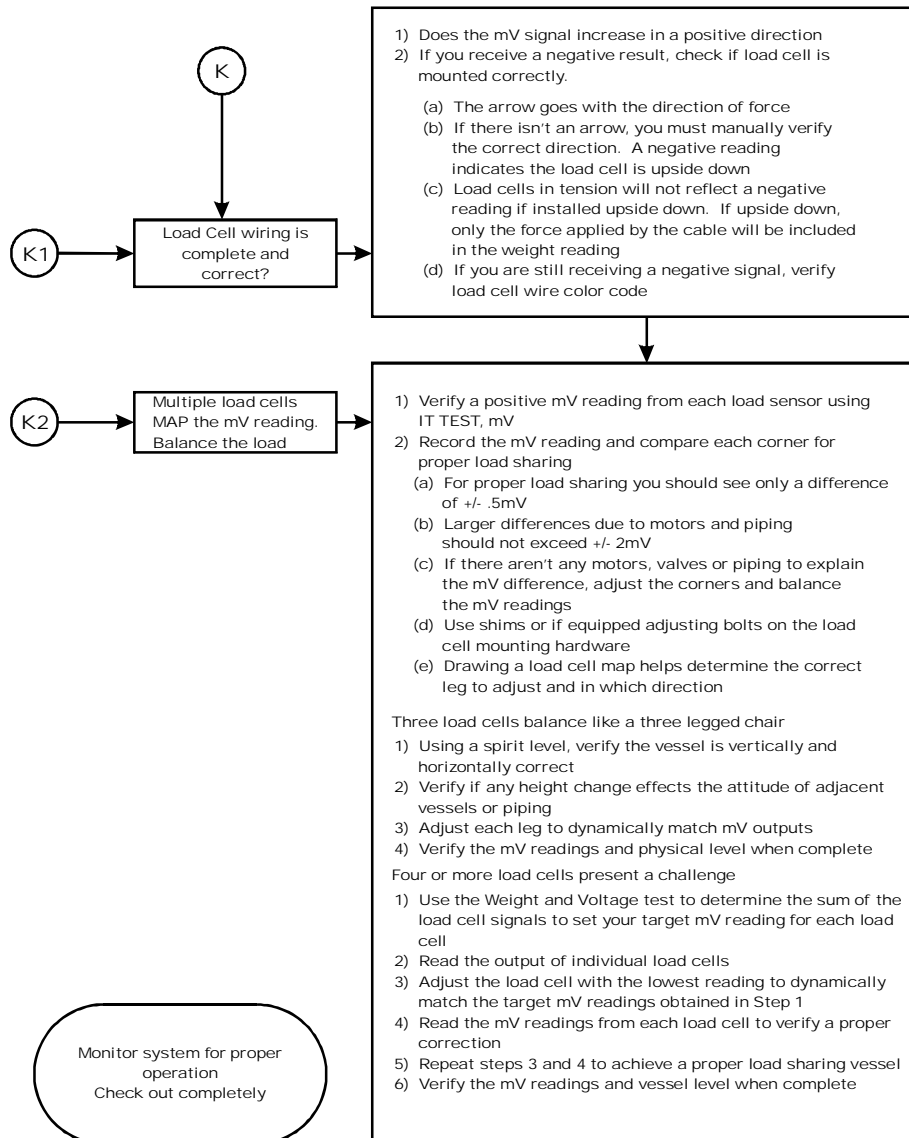 K
K1
Load Cell wiring is
complete and
correct?
1) Does the mV signal increase in a positive direction
2) If you receive a negative result, check if load cell is
mounted correctly.
(a) The arrow goes with the direction of force
(b) If there isn't an arrow, you must manually verify
the correct direction. A negative reading
indicates the load cell is upside down
(c) Load cells in tension will not reflect a negative
reading if installed upside down. If upside down,
only the force applied by the cable will be included
in the weight reading
(d) If you are still receiving a negative signal, verify
load cell wire color code
K2
Multiple load cells
MAP the mV reading.
Balance the load
1) Verify a positive mV reading from each load sensor using
IT TEST, mV
2) Record the mV reading and compare each corner for
proper load sharing
(a) For proper load sharing you should see only a difference
of +/- .5mV
(b) Larger differences due to motors and piping
should not exceed +/- 2mV
(c) If there aren't any motors, valves or piping to explain
the mV difference, adjust the corners and balance
the mV readings
(d) Use shims or if equipped adjusting bolts on the load
cell mounting hardware
(e) Drawing a load cell map helps determine the correct
leg to adjust and in which direction
Three load cells balance like a three legged chair
1) Using a spirit level, verify the vessel is vertically and
horizontally correct
2) Verify if any height change effects the attitude of adjacent
vessels or piping
3) Adjust each leg to dynamically match mV outputs
4) Verify the mV readings and physical level when complete
Four or more load cells present a challenge
1) Use the Weight and Voltage test to determine the sum of the
load cell signals to set your target mV reading for each load
cell
2) Read the output of individual load cells
3) Adjust the load cell with the lowest reading to dynamically
match the target mV readings obtained in Step 1
4) Read the mV readings from each load cell to verify a proper
correction
5) Repeat steps 3 and 4 to achieve a proper load sharing vessel
6) Verify the mV readings and vessel level when complete
Monitor system for proper
operation
Check out completely